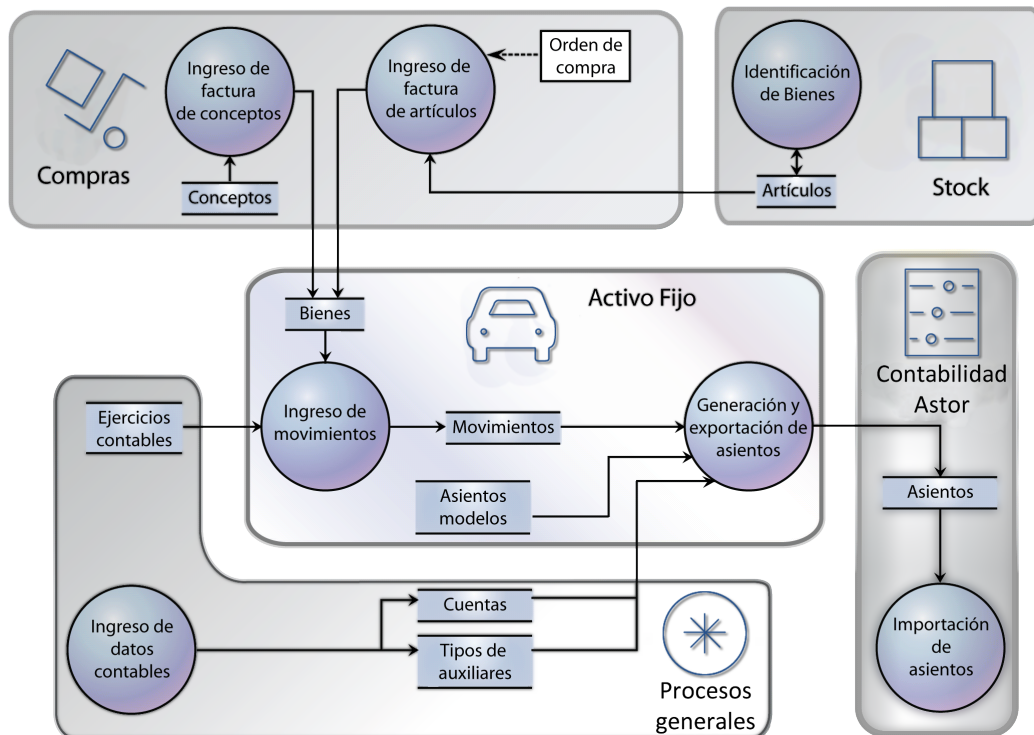 Ingreso de
factura
de conceptos
Ingreso de
factura
de artículos
Orden de
compra
Compras
Conceptos
Identificación
de Bienes
Artículos
Stock
Activo Fijo
Bienes
Ingreso de
movimientos
Movimientos
Generación y
exportación de
asientos
Asientos
modelos
Contabilidad
Astor
Asientos
Importación
de
asientos
Ejercicios
contables
Ingreso de
datos
contables
Cuentas
Tipos de
auxiliares
Procesos
generales